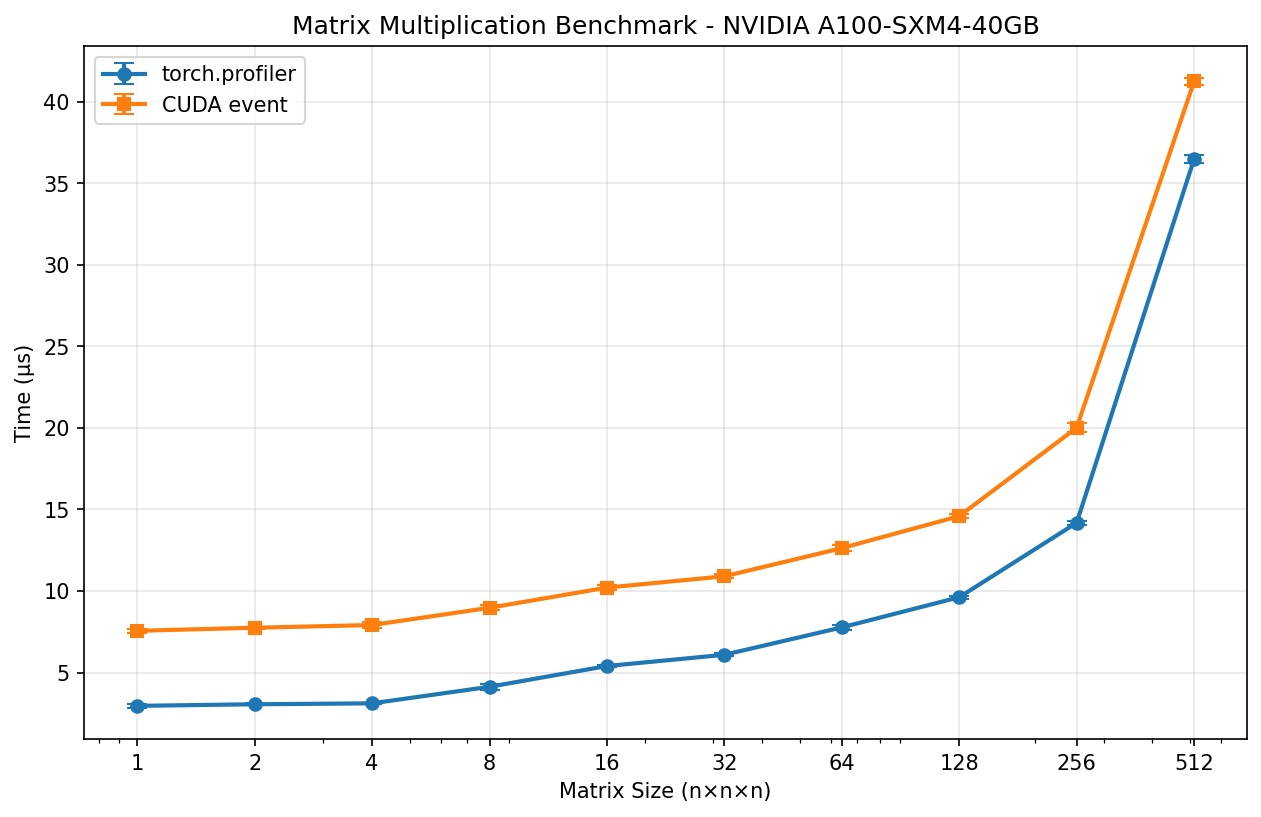 Matrix Multiplication Benchmark - NVIDIA A100-SXM4-40GB
torch.profiler
CUDA event
40
35
30
25
20
15
10
5
Time (µs)
1 2 4 8 16 32 64 128 256 512
Matrix Size (n×n×n)